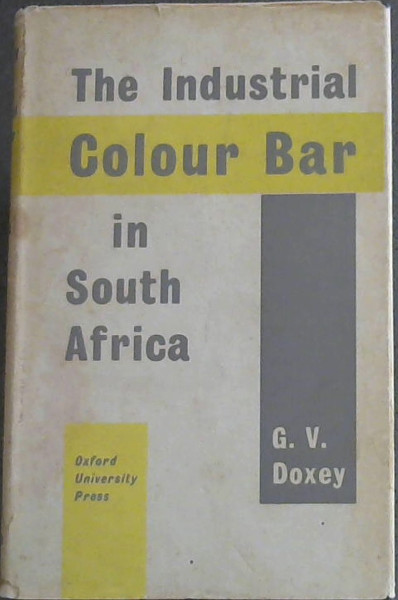 The Industrial
Colour Bar
in
South
Africa
G. V.
Doxey
Oxford
University
Press